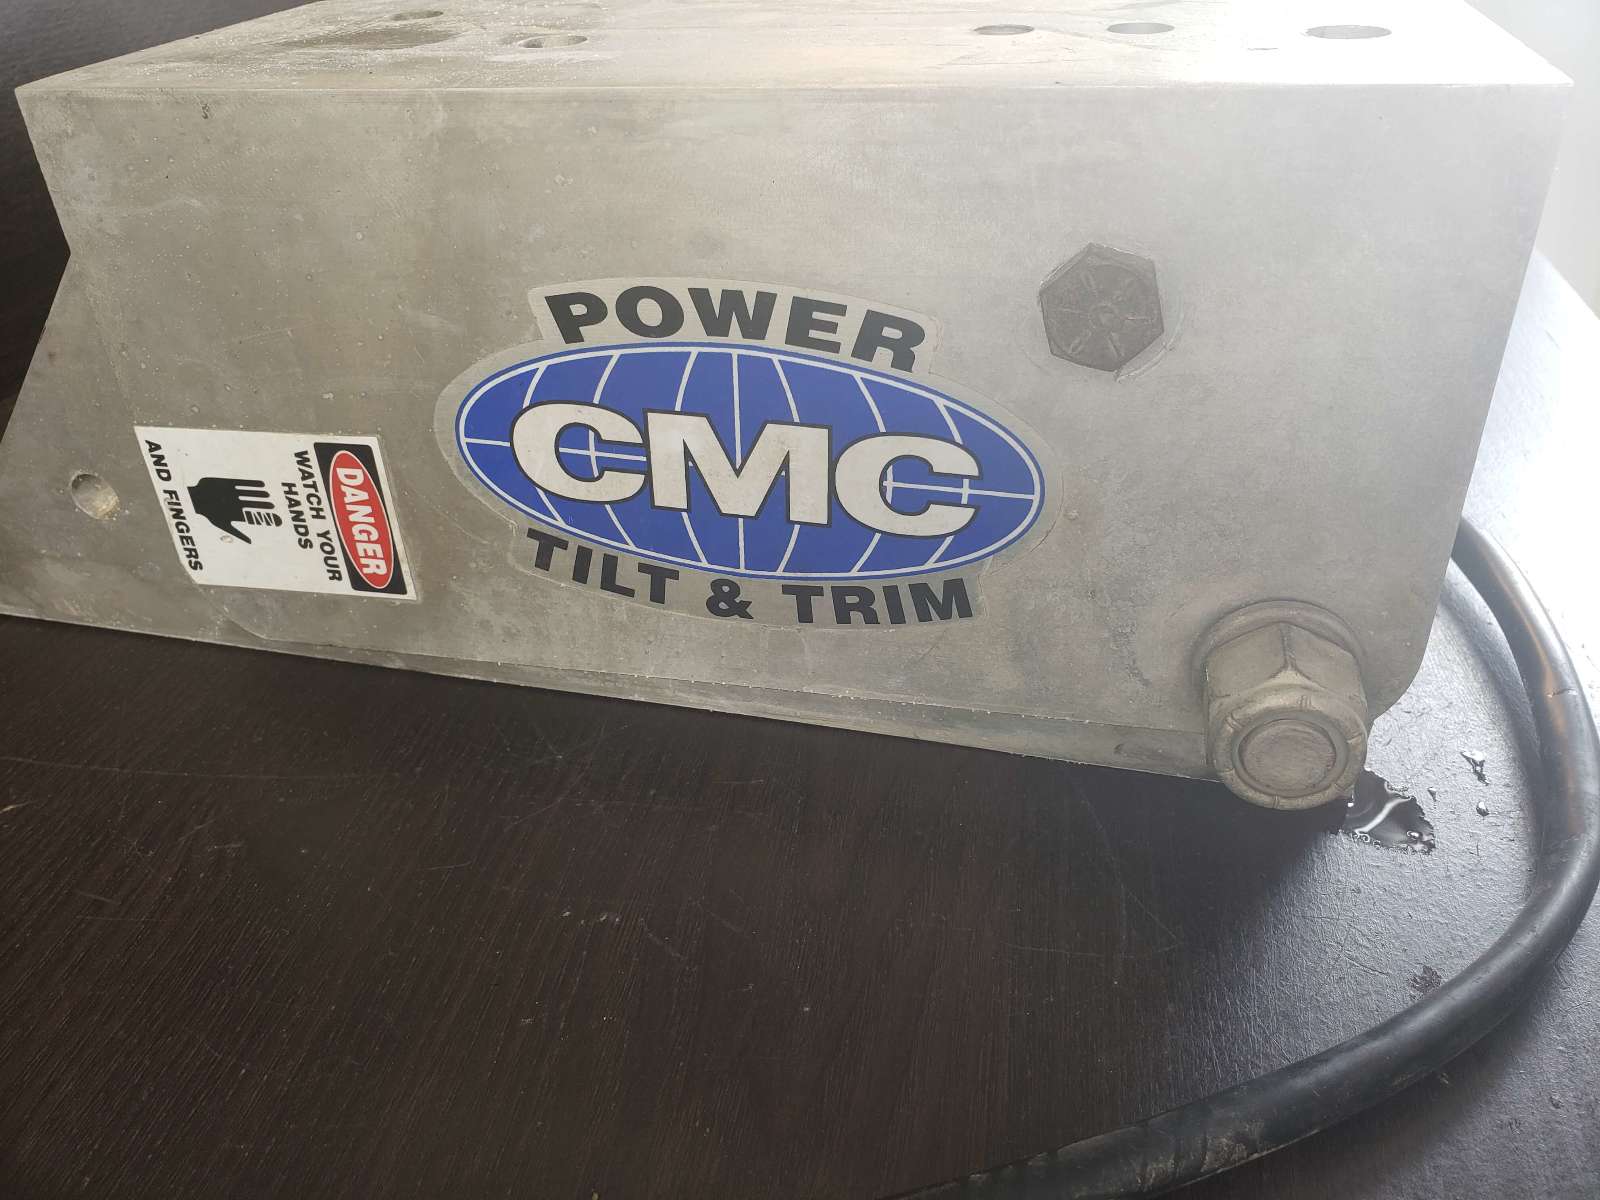 POWER
CMC
TILT & TRIM
DANGER
WATCH YOUR
HANDS
AND FINGERS